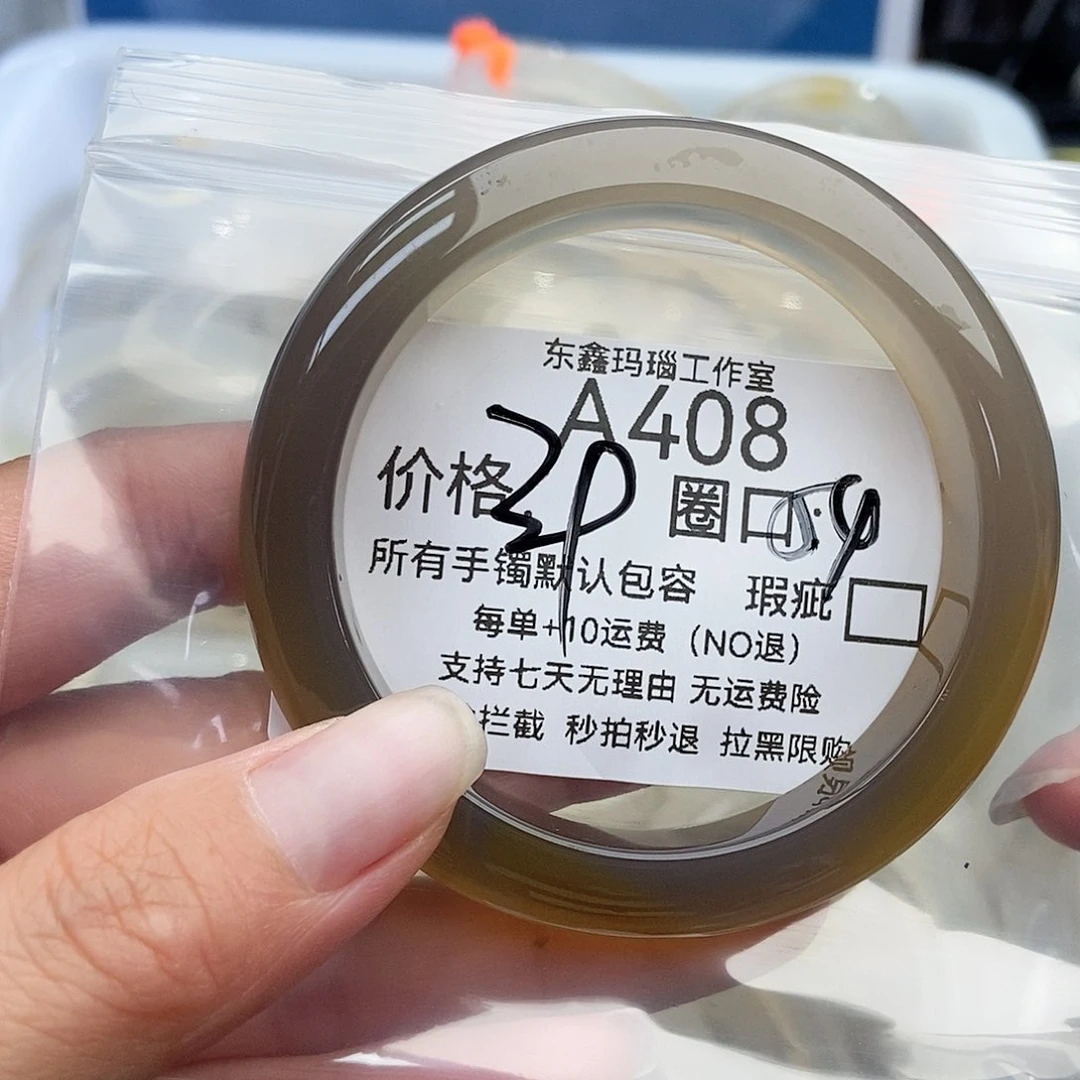 东鑫玛瑙工作室
A408
价格: 圈口: 59
所有手镯默认包容 瑕疵
每单+10运费（NO退）
支持七天无理由 无运费险
拦截 秒拍秒退 拉黑限购